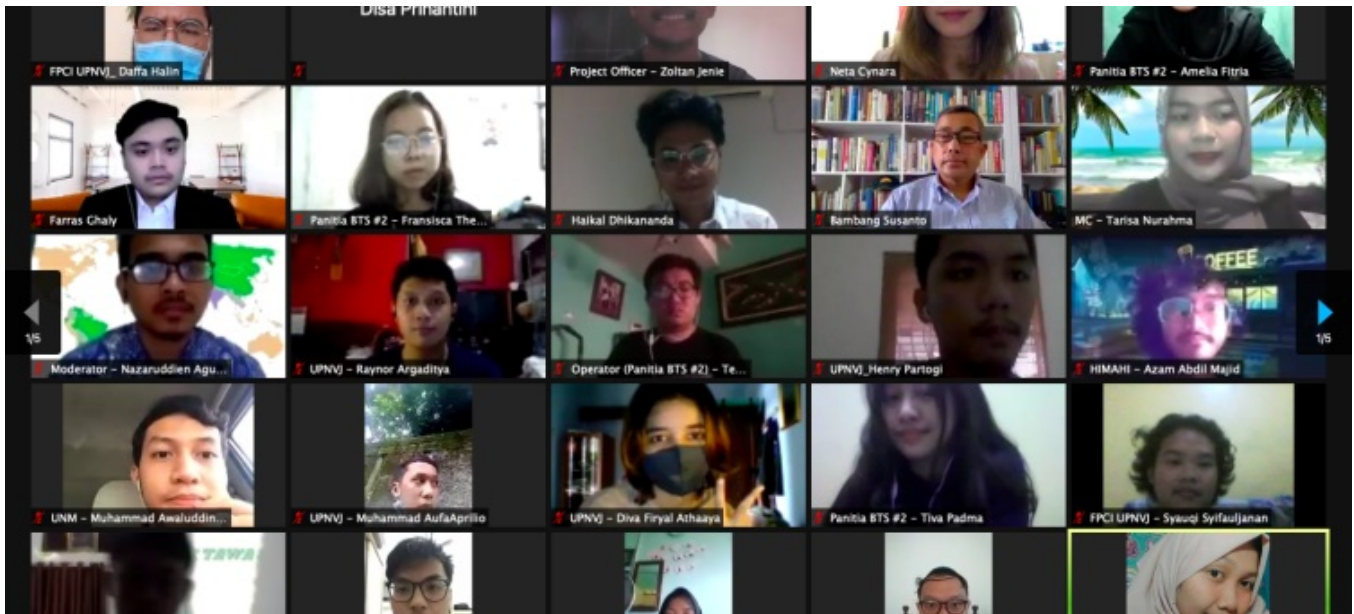 Disa Prihantini
FPCI UPNVJ_ Daffa Halin
Project Officer - Zoltan Jenie
Neta Cynara
Panitia BTS #2 - Amelia Fitria
Farras Ghaly
Panitia BTS #2 - Fransisca The...
Haikal Dhikananda
Bambang Susanto
MC - Tarisa Nurahma
1/5
Moderator - Nazaruddien Agu...
UPNVJ - Raynor Argaditya
Operator (Panitia BTS #2) - Te...
UPNVJ_Henry Partogi
COFFEE
HIMAHI - Azam Abdil Majid
1/5
UNM - Muhammad Awaluddin...
UPNVJ - Muhammad AufaAprilio
UPNVJ - Diva Firyal Athaaya
Panitia BTS #2 - Tiva Padma
FPCI UPNVJ - Syauqi Syifauljanan
TAWA